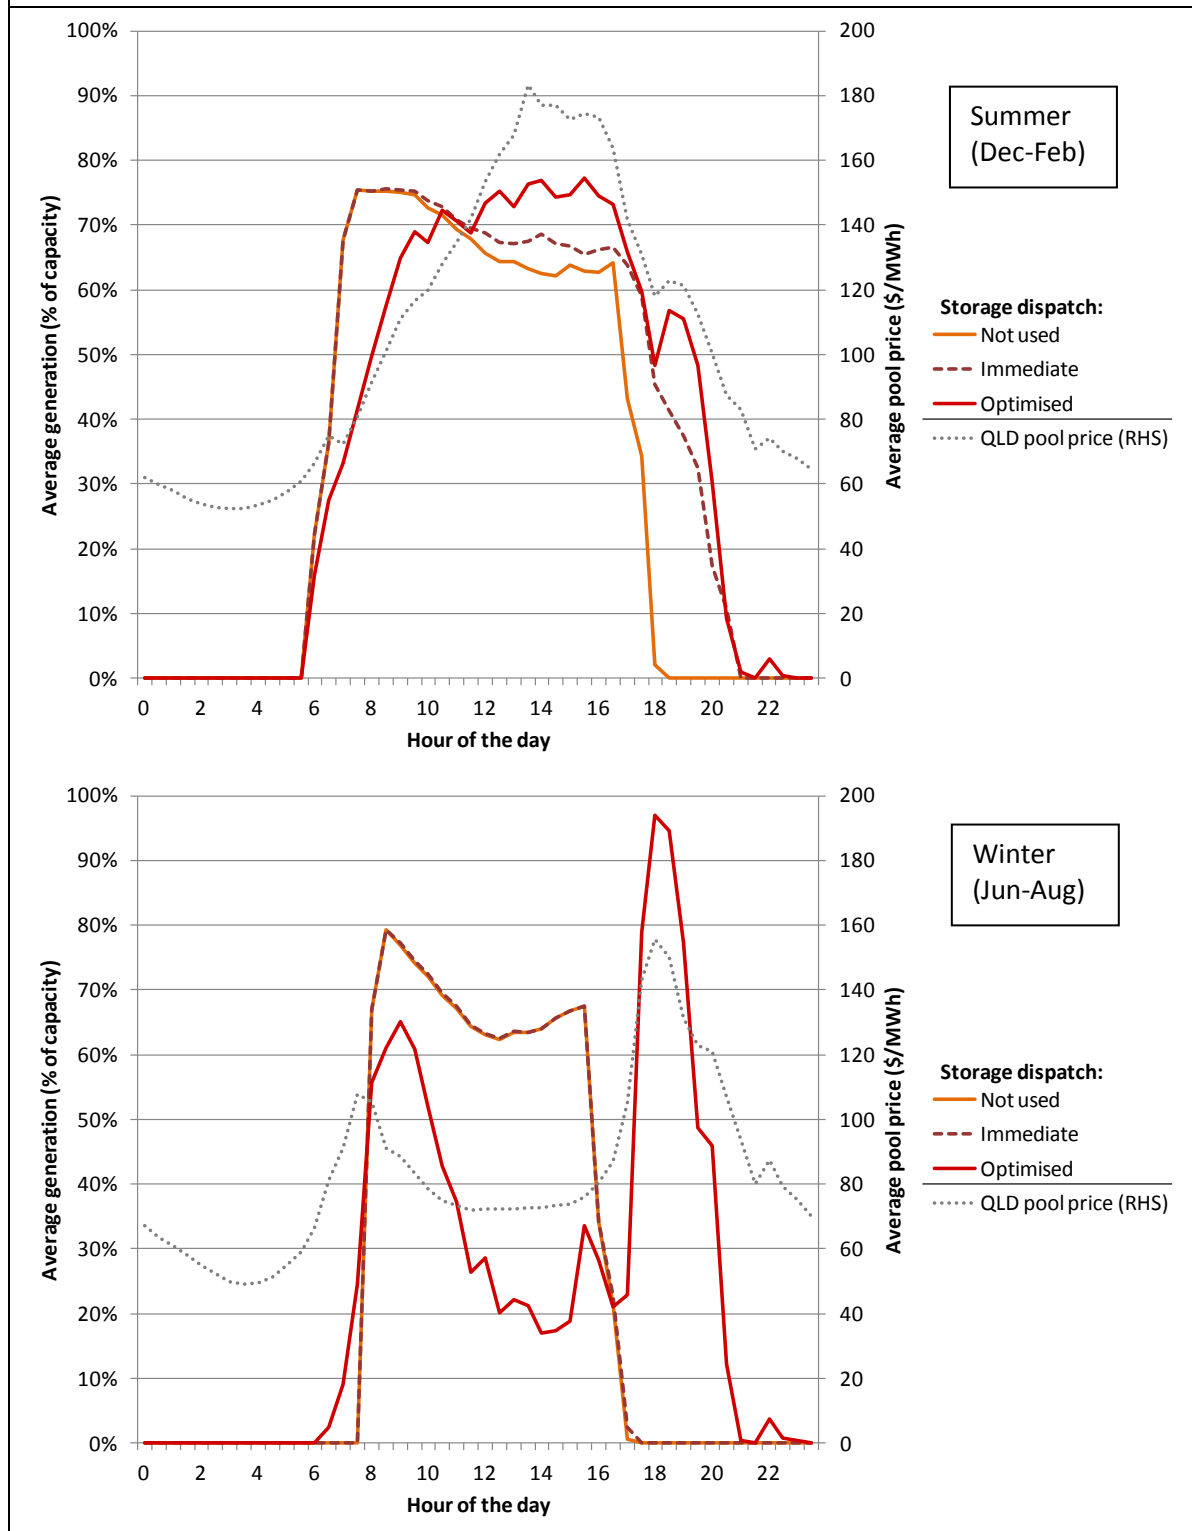 100%
90%
80%
70%
60%
50%
40%
30%
20%
10%
0%
Average generation (% of capacity)
200
180
160
140
120
100
80
60
40
20
0
Average pool price ($/MWh)
0 2 4 6 8 10 12 14 16 18 20 22
Hour of the day
Summer
(Dec-Feb)
Storage dispatch:
Not used
Immediate
Optimised
QLD pool price (RHS)
100%
90%
80%
70%
60%
50%
40%
30%
20%
10%
0%
Average generation (% of capacity)
200
180
160
140
120
100
80
60
40
20
0
Average pool price ($/MWh)
0 2 4 6 8 10 12 14 16 18 20 22
Hour of the day
Winter
(Jun-Aug)
Storage dispatch:
Not used
Immediate
Optimised
QLD pool price (RHS)